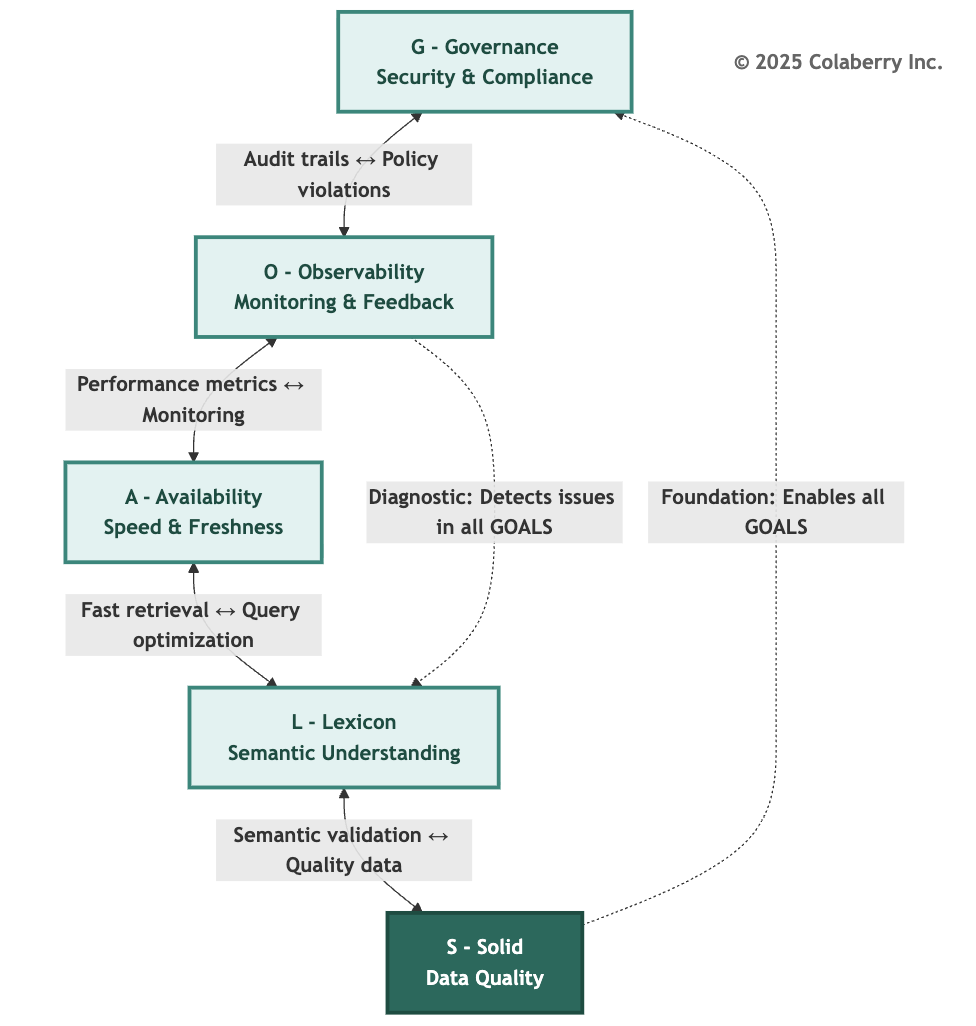 G - Governance
Security & Compliance
© 2025 Colaberry Inc.
Audit trails ↔ Policy
violations
O - Observability
Monitoring & Feedback
Performance metrics ↔
Monitoring
A - Availability
Speed & Freshness
Diagnostic: Detects issues
in all GOALS
Foundation: Enables all
GOALS
Fast retrieval ↔ Query
optimization
L - Lexicon
Semantic Understanding
Semantic validation ↔
Quality data
S - Solid
Data Quality